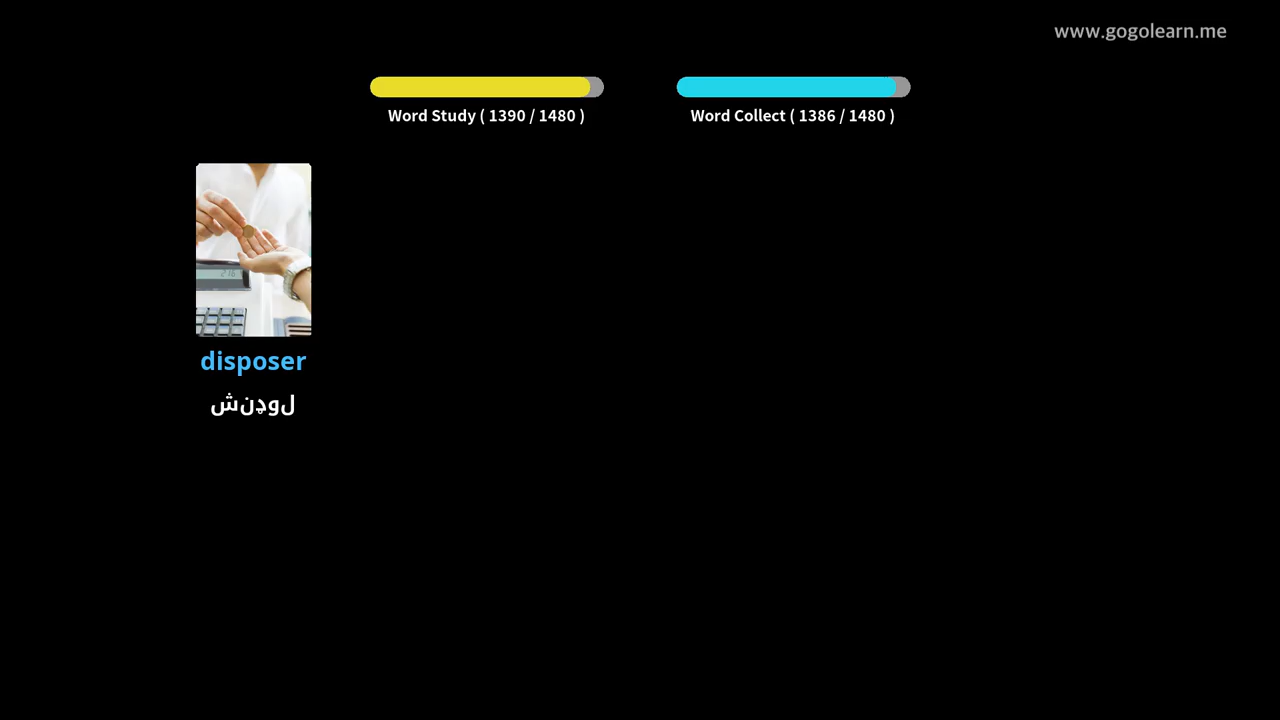 www.gogolearn.me
Word Study ( 1390 / 1480 )
Word Collect ( 1386 / 1480 )
disposer
لوډنش